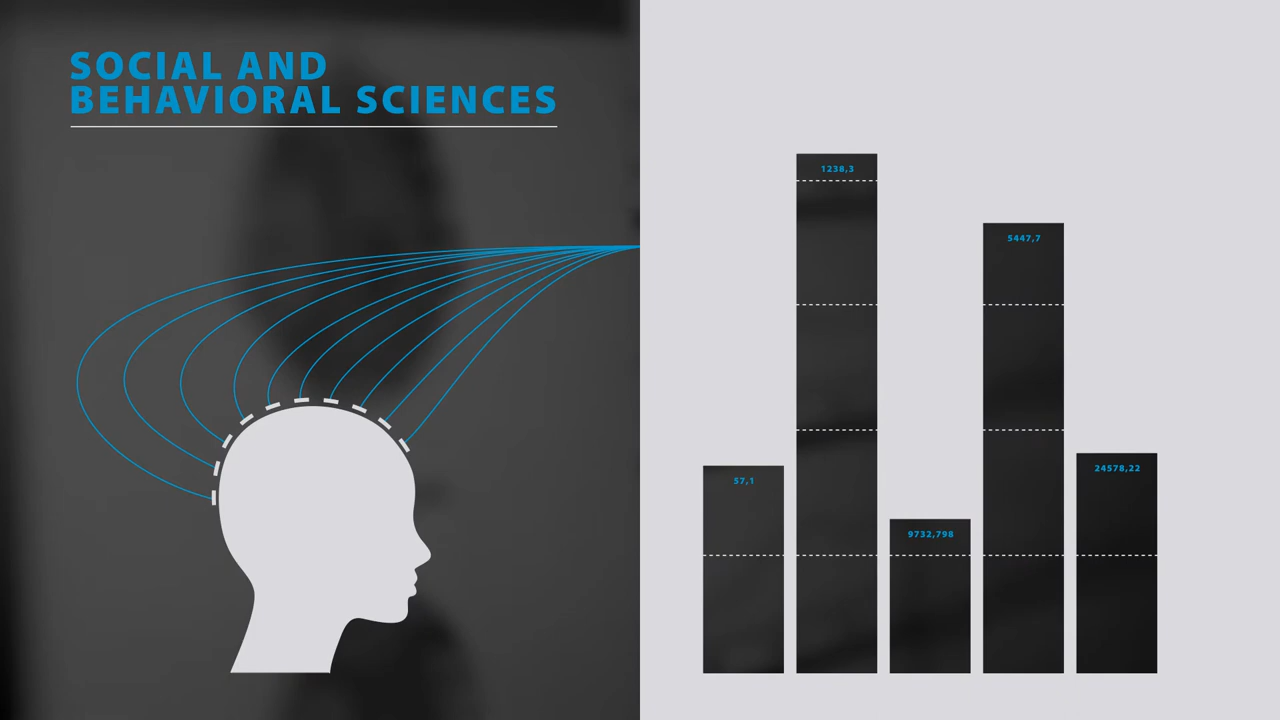 SOCIAL AND
BEHAVIORAL SCIENCES
57,1
1238,3
9732,798
5447,7
24578,22